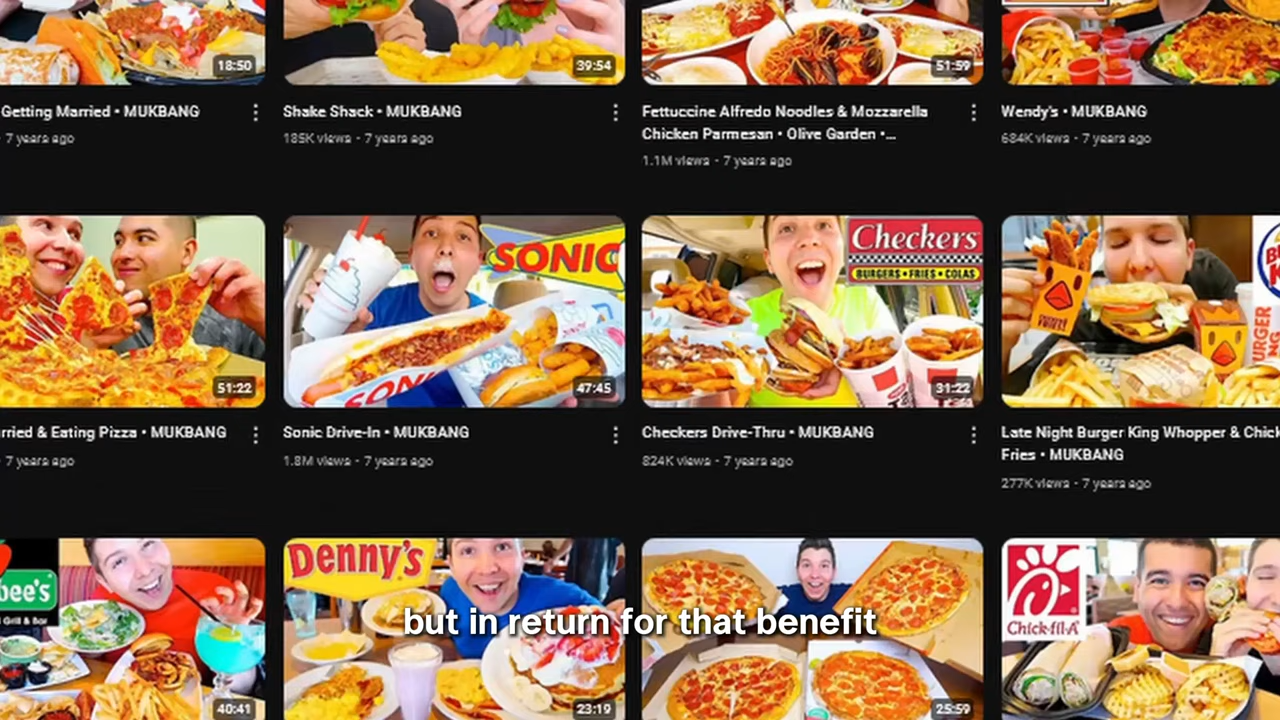 18:50
39:54
51:59
Getting Married • MUKBANG
7 years ago
Shake Shack • MUKBANG
185K views • 7 years ago
Fettuccine Alfredo Noodles & Mozzarella
Chicken Parmesan • Olive Garden •...
1.1M views • 7 years ago
Wendy's • MUKBANG
684K views • 7 years ago
51:22
SONIC
SONI
47:45
Checkers
BURGERS • FRIES • COLAS
31:22
rried & Eating Pizza • MUKBANG
7 years ago
Sonic Drive-In • MUKBANG
1.8M views • 7 years ago
Checkers Drive-Thru • MUKBANG
824K views • 7 years ago
Late Night Burger King Whopper & Chick
Fries • MUKBANG
277K views • 7 years ago
bee's
Grill & Bar
40:41
Denny's
23:19
25:59
Chick-fil-A
but in return for that benefit